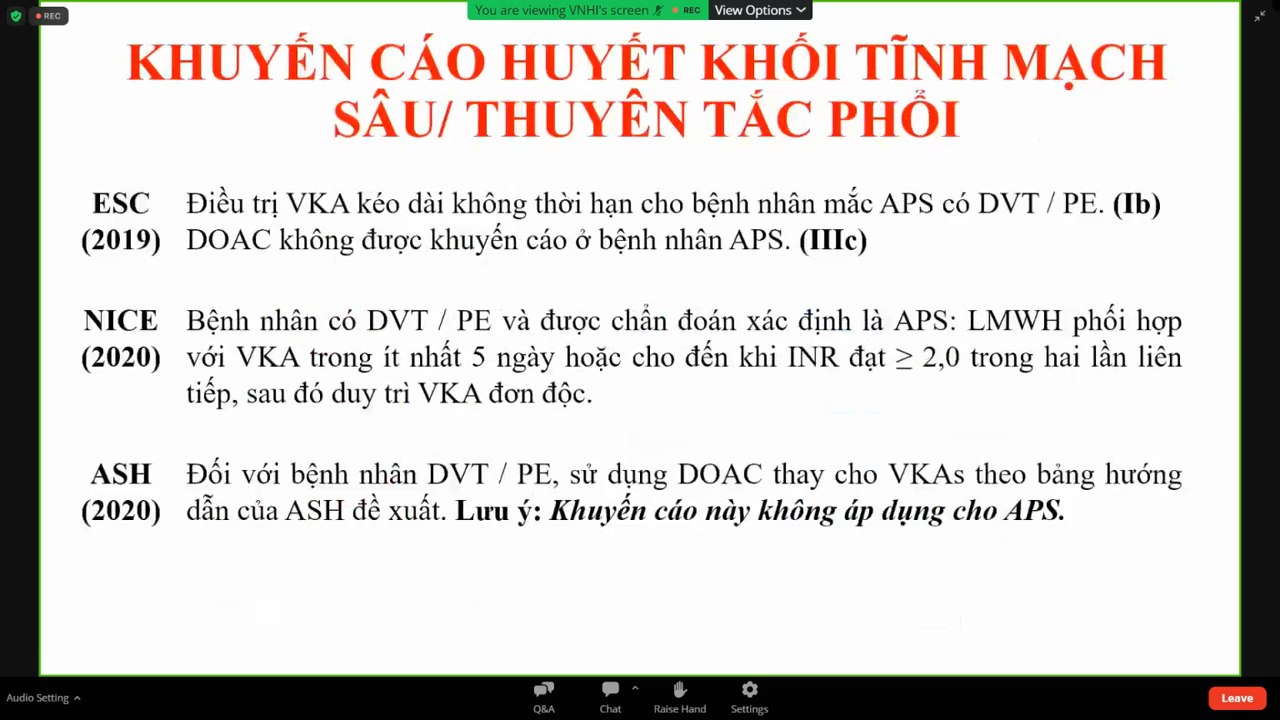 You are viewing VNHI's screen REC View Options
REC
KHUYẾN CÁO HUYẾT KHỐI TĨNH MẠCH
SÂU/ THUYÊN TẮC PHỔI
ESC Điều trị VKA kéo dài không thời hạn cho bệnh nhân mắc APS có DVT / PE. (Ib)
(2019) DOAC không được khuyến cáo ở bệnh nhân APS. (IIIc)
NICE Bệnh nhân có DVT / PE và được chẩn đoán xác định là APS: LMWH phối hợp
(2020) với VKA trong ít nhất 5 ngày hoặc cho đến khi INR đạt ≥ 2,0 trong hai lần liên
tiếp, sau đó duy trì VKA đơn độc.
ASH Đối với bệnh nhân DVT / PE, sử dụng DOAC thay cho VKAs theo bảng hướng
(2020) dẫn của ASH đề xuất. Lưu ý: Khuyến cáo này không áp dụng cho APS.
Audio Setting Q&A Chat Raise Hand Settings Leave